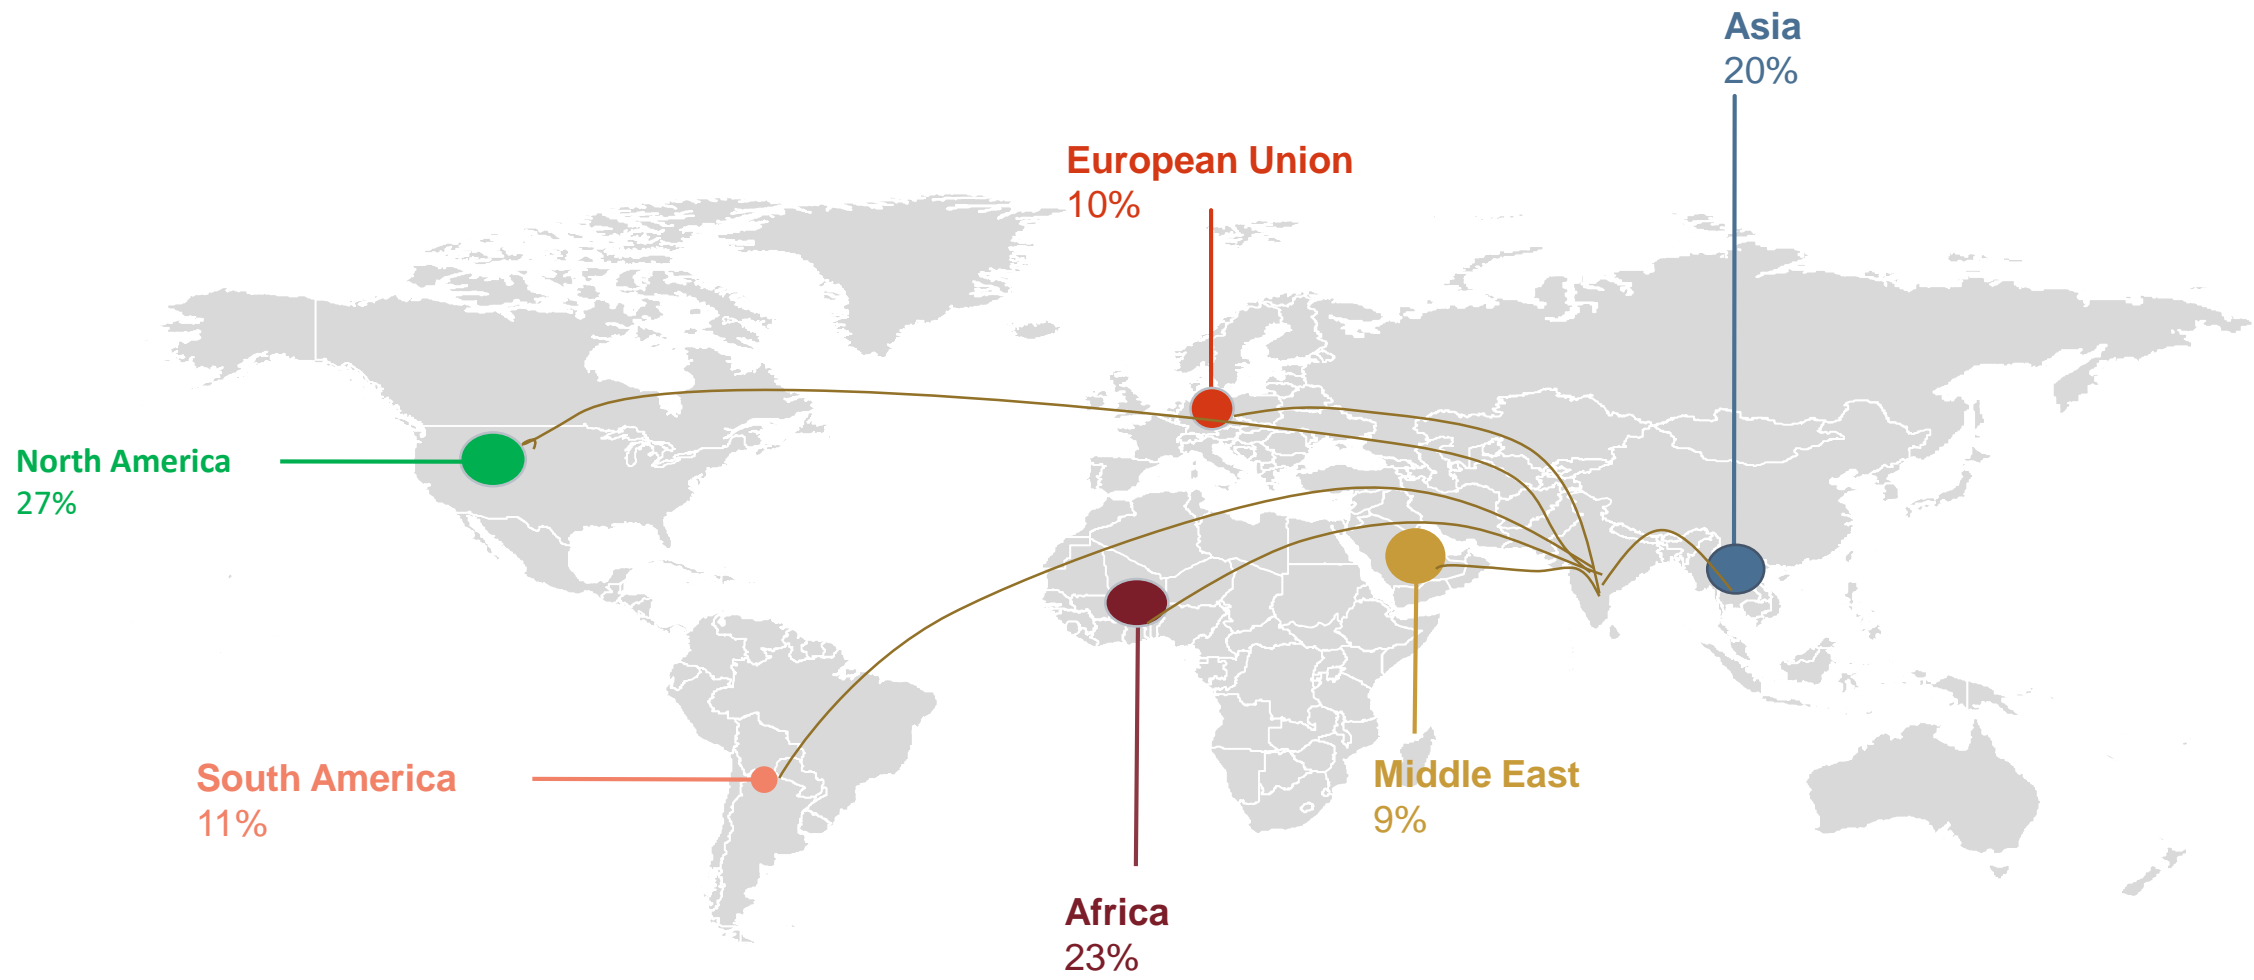 Asia
20%
European Union
10%
North America
27%
South America
11%
Middle East
9%
Africa
23%